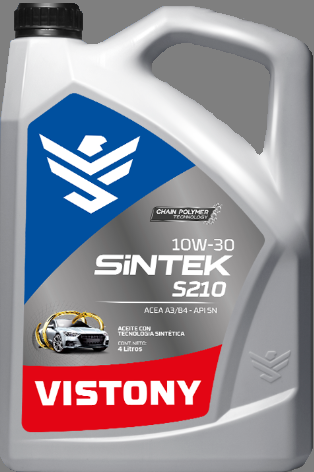 CHAIN POLYMER
TECHNOLOGY
10W-30
SiNTEK
S210
ACEA A3/B4 - API SN
ACEITE CON
TECNOLOGÍA SINTÉTICA
CONT. NETO:
4 Litros
VISTONY